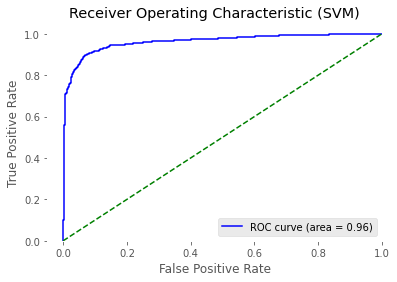 Receiver Operating Characteristic (SVM)
True Positive Rate
1.0
0.8
0.6
0.4
0.2
0.0
ROC curve (area = 0.96)
0.0 0.2 0.4 0.6 0.8 1.0
False Positive Rate